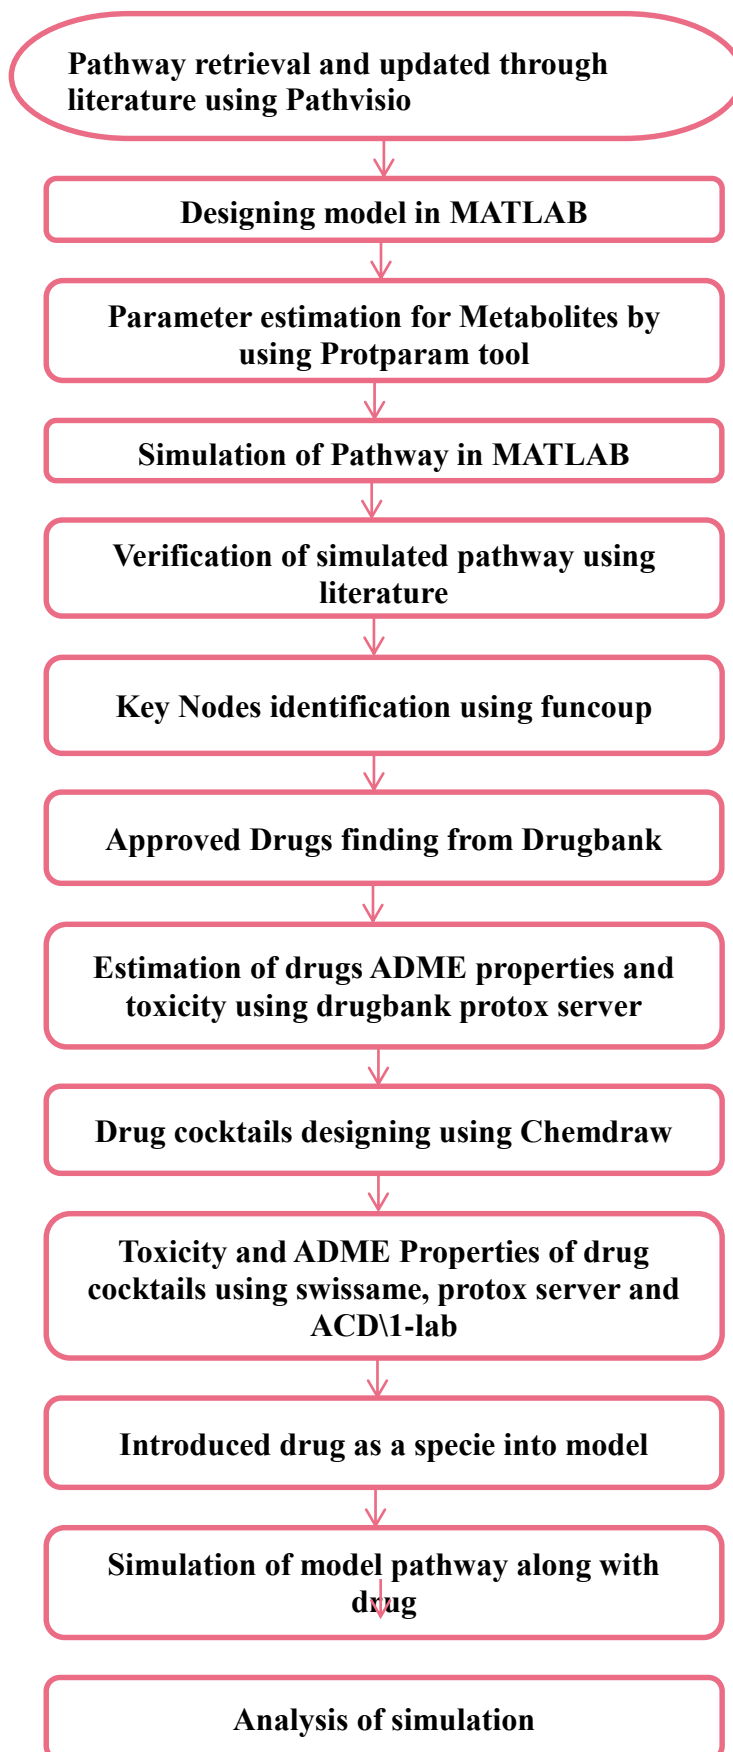 Pathway retrieval and updated through
literature using Pathvisio
Designing model in MATLAB
Parameter estimation for Metabolites by
using Protparam tool
Simulation of Pathway in MATLAB
Verification of simulated pathway using
literature
Key Nodes identification using funcoup
Approved Drugs finding from Drugbank
Estimation of drugs ADME properties and
toxicity using drugbank protox server
Drug cocktails designing using Chemdraw
Toxicity and ADME Properties of drug
cocktails using swissame, protox server and
ACD\1-lab
Introduced drug as a specie into model
Simulation of model pathway along with
drug
Analysis of simulation